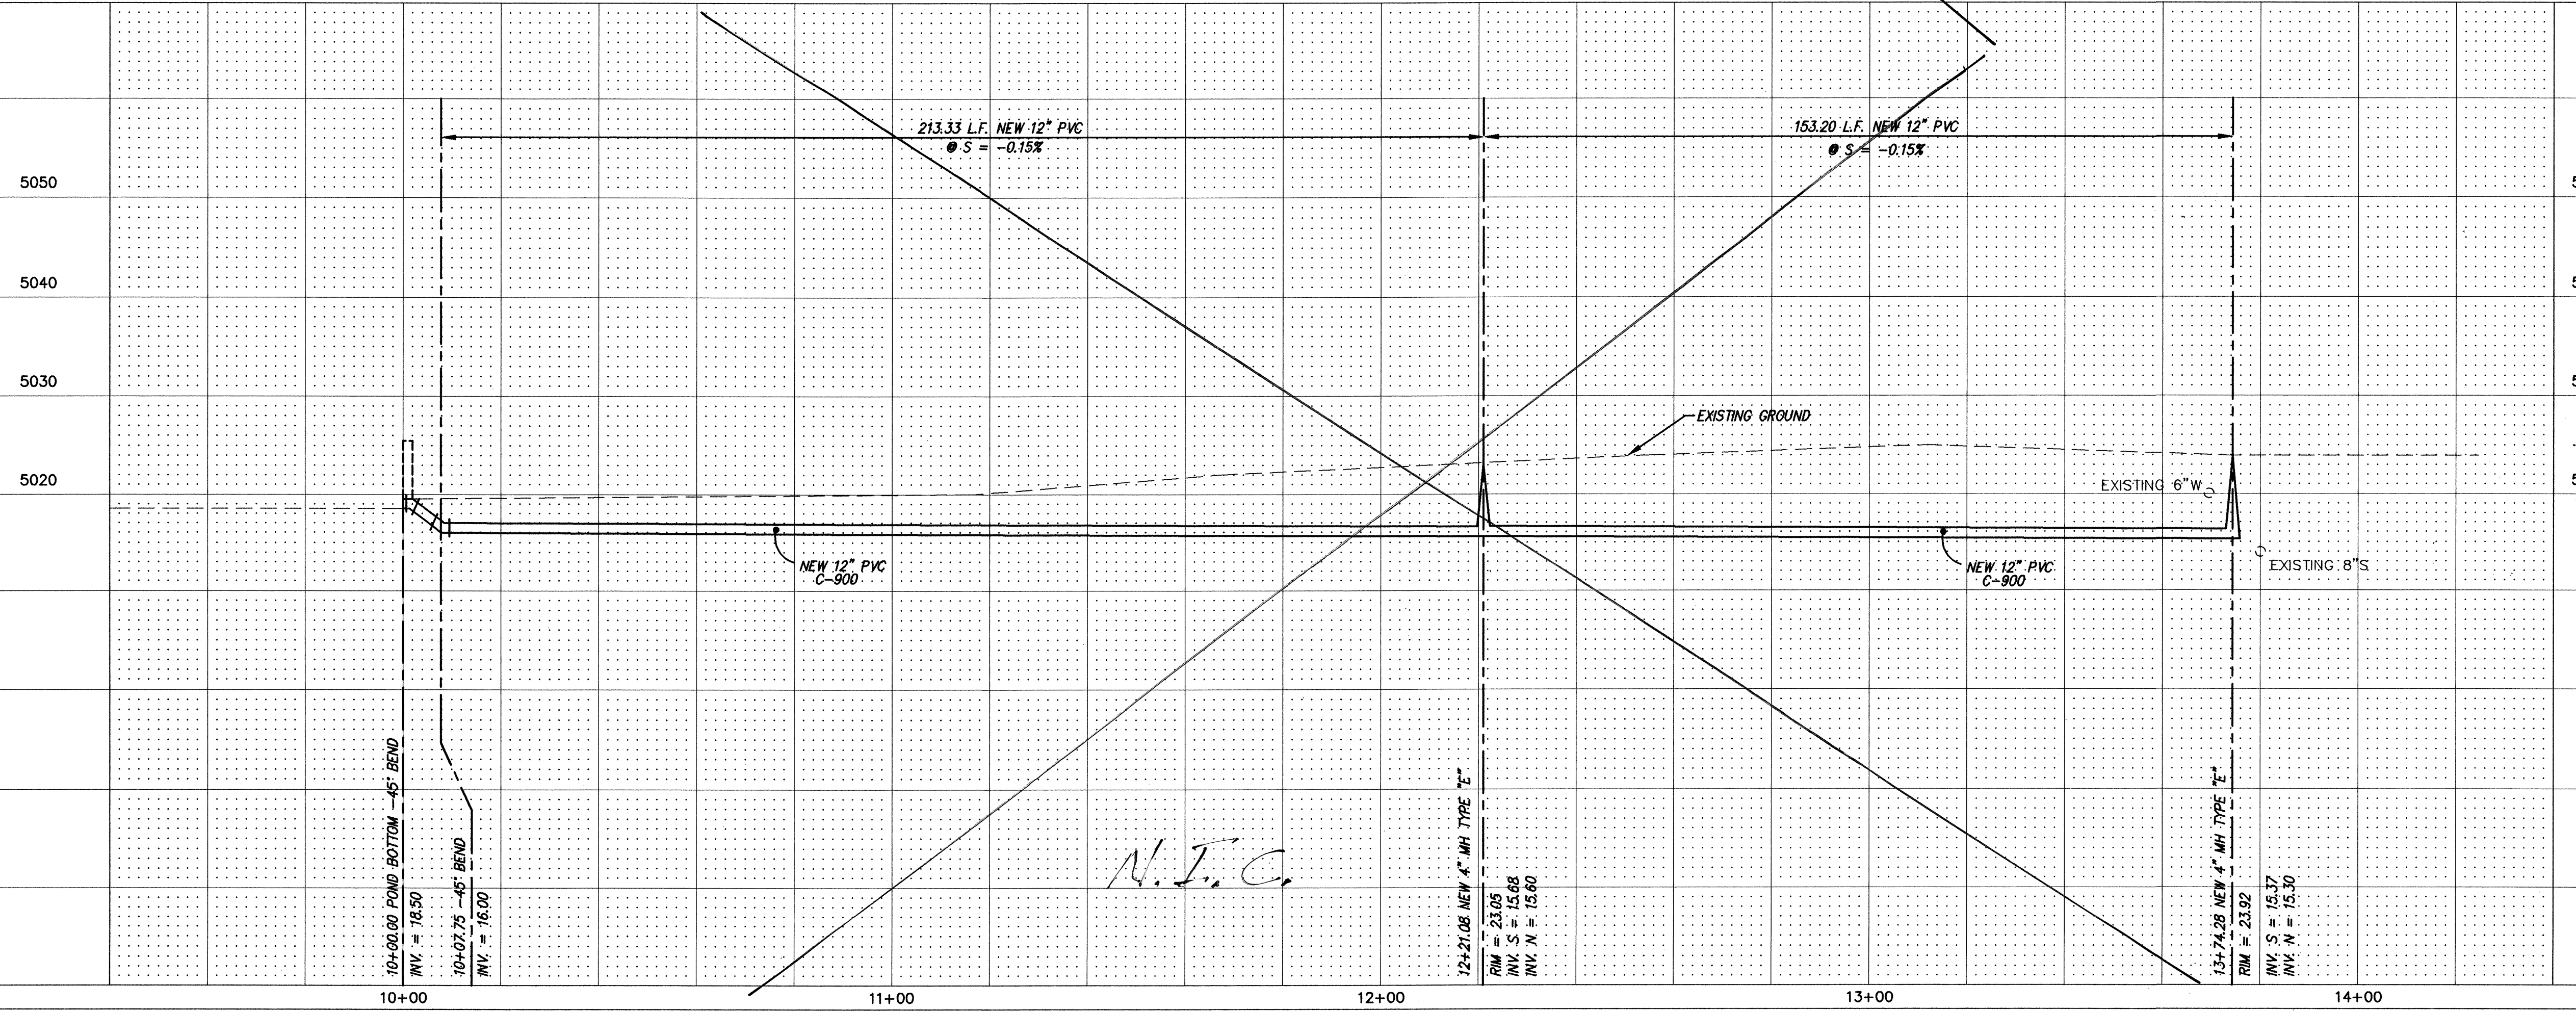 213.33 L.F. NEW 12" PVC
@ S = -0.15%
153.20 L.F. NEW 12" PVC
@ S = -0.15%
5050
5040
5030
5020
EXISTING GROUND
EXISTING 6"W
EXISTING 8"S
NEW 12" PVC
C-900
NEW 12" PVC
C-900
10+00.00 POND BOTTOM -45° BEND
INV. = 18.50
10+07.75 -45° BEND
INV. = 16.00
N.I.C.
12+21.08 NEW 4" MH TYPE "E"
RIM = 23.05
INV. S. = 15.68
INV. N. = 15.60
13+74.28 NEW 4" MH TYPE "E"
RIM = 23.92
INV. S = 15.37
INV. N = 15.30
10+00
11+00
12+00
13+00
14+00